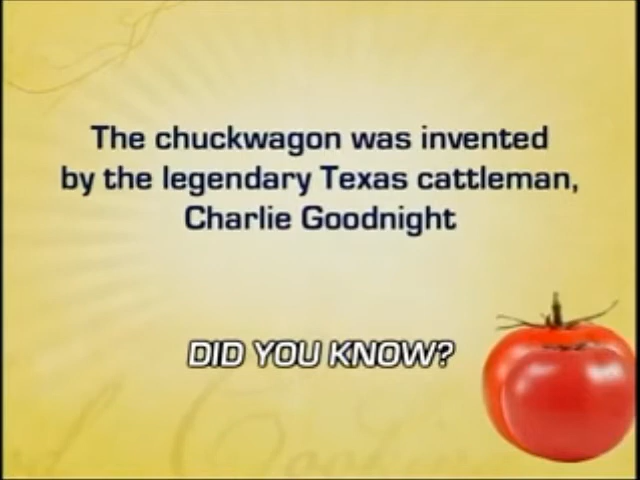 The chuckwagon was invented
by the legendary Texas cattleman,
Charlie Goodnight
DID YOU KNOW?